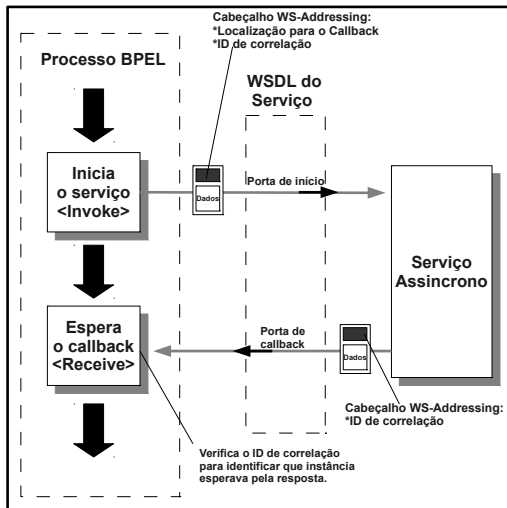 Cabeçalho WS-Addressing:
*Localização para o Callback
*ID de correlação
Processo BPEL
WSDL do
Serviço
Inicia
o serviço
<Invoke>
Dados
Porta de início
Serviço
Assincrono
Espera
o callback
<Receive>
Porta de
callback
Dados
Cabeçalho WS-Addressing:
*ID de correlação
Verifica o ID de correlação
para identificar que instância
esperava pela resposta.